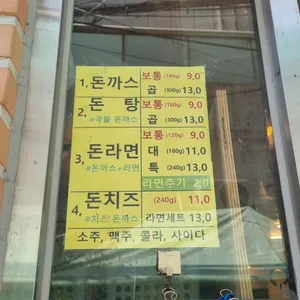 1, 돈까스 보통 (180g) 9,0
곱 (300g) 13,0
2, 돈 탕 보통 (180g) 9,0
#국물 돈까스 곱 (300g) 13,0
3, 돈라면 보통 (120g) 9,0
#돈까스+라면 대 (180g) 11,0
특 (240g) 13,0
라면추가 2,0
4, 돈치즈 (240g) 11,0
#치즈 돈까스 라면세트 13,0
소주, 맥주, 콜라, 사이다